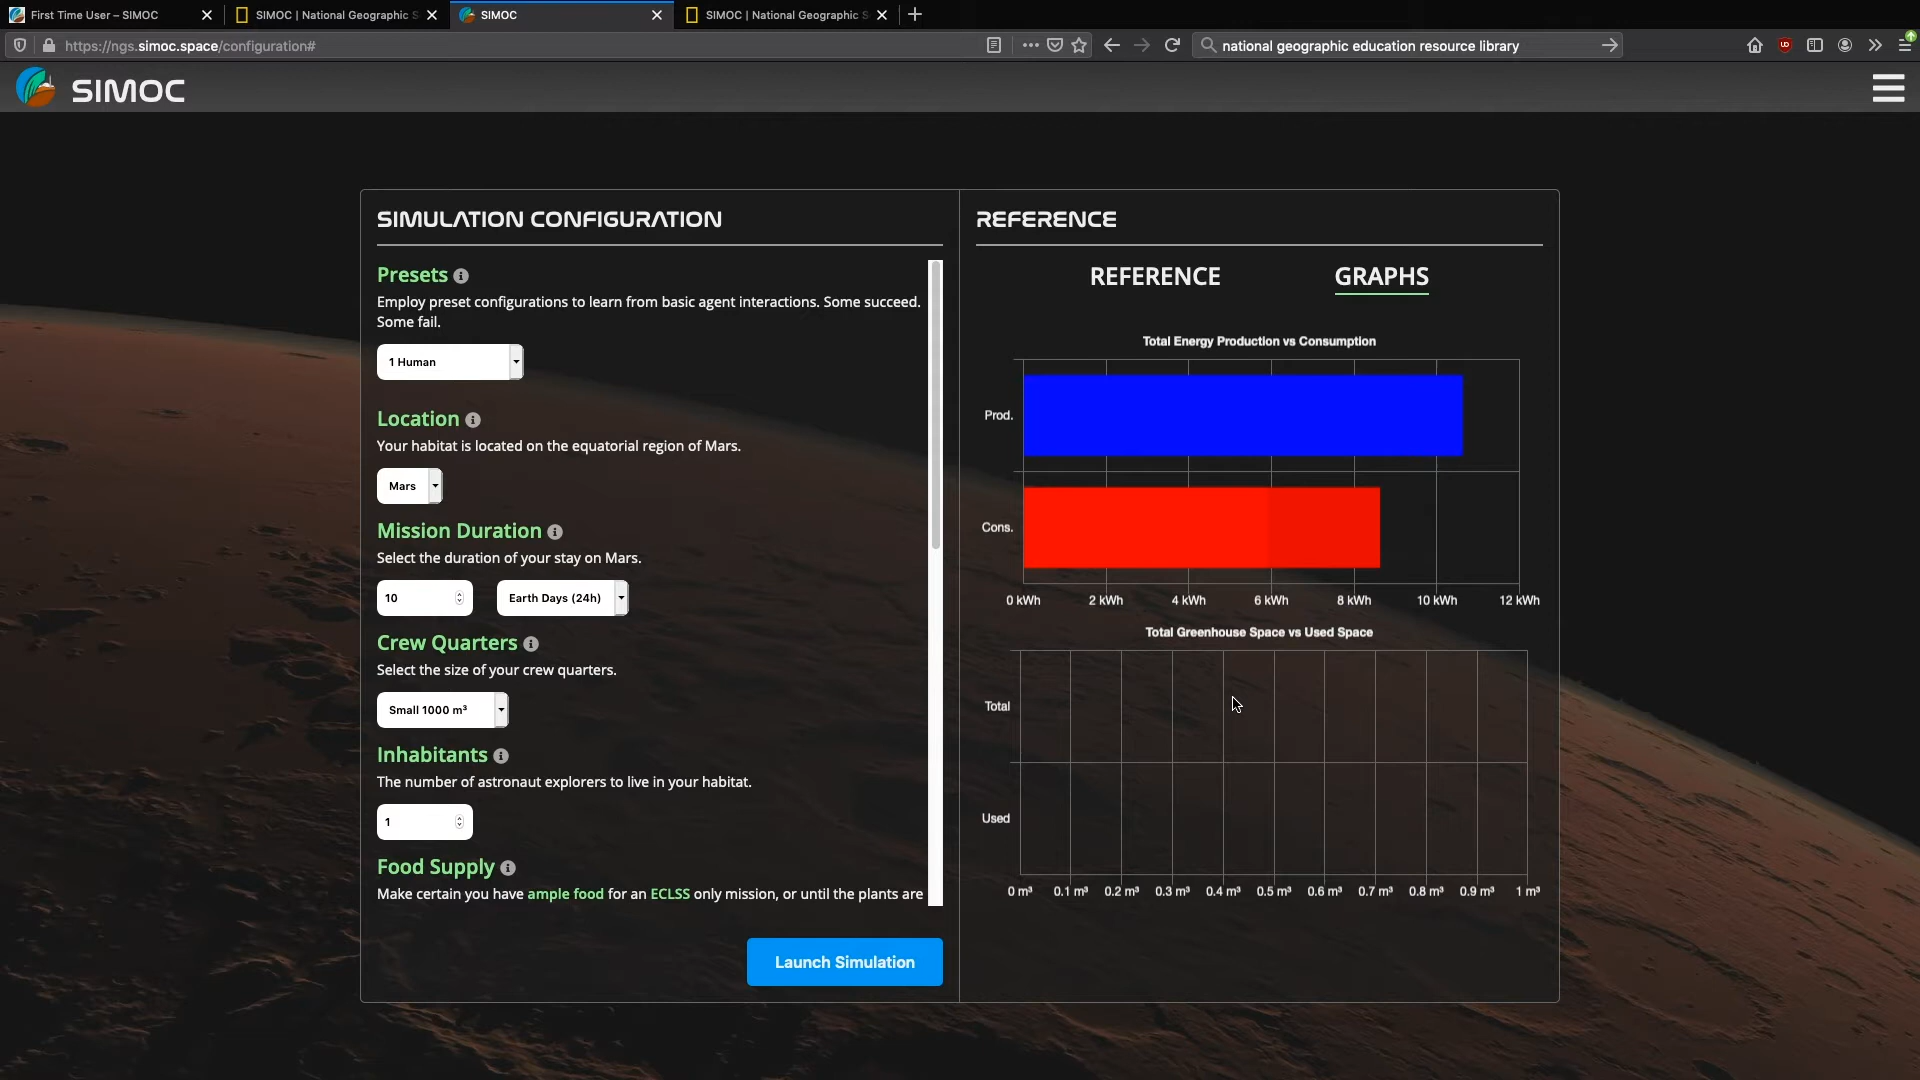 First Time User – SIMOC
SIMOC | National Geographic S
SIMOC
SIMOC | National Geographic S
https://ngs.simoc.space/configuration#
national geographic education resource library
SIMOC
SIMULATION CONFIGURATION
Presets
Employ preset configurations to learn from basic agent interactions. Some succeed.
Some fail.
1 Human
Location
Your habitat is located on the equatorial region of Mars.
Mars
Mission Duration
Select the duration of your stay on Mars.
10
Earth Days (24h)
Crew Quarters
Select the size of your crew quarters.
Small 1000 m³
Inhabitants
The number of astronaut explorers to live in your habitat.
1
Food Supply
Make certain you have ample food for an ECLSS only mission, or until the plants are
Launch Simulation
REFERENCE
REFERENCE GRAPHS
Total Energy Production vs Consumption
Prod.
Cons.
0 kWh 2 kWh 4 kWh 6 kWh 8 kWh 10 kWh 12 kWh
Total Greenhouse Space vs Used Space
Total
Used
0 m³ 0.1 m³ 0.2 m³ 0.3 m³ 0.4 m³ 0.5 m³ 0.6 m³ 0.7 m³ 0.8 m³ 0.9 m³ 1 m³